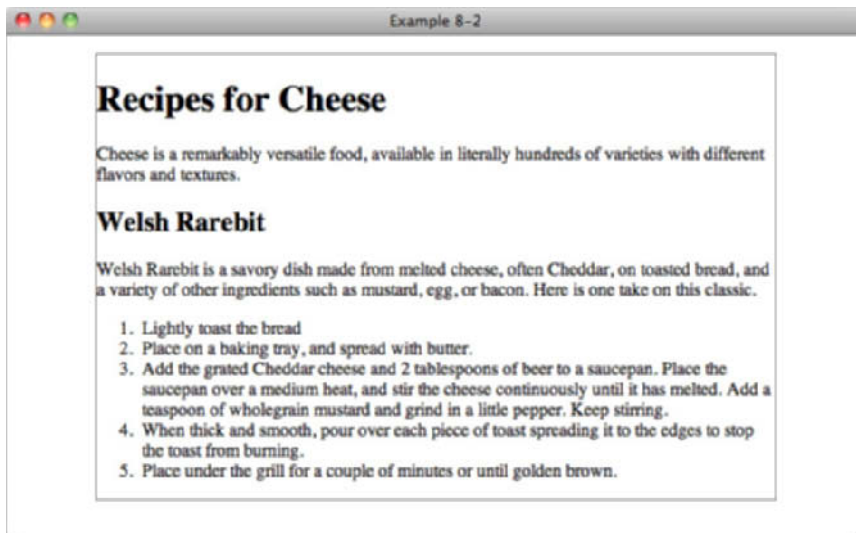 Example 8-2
Recipes for Cheese
Cheese is a remarkably versatile food, available in literally hundreds of varieties with different
flavors and textures.
Welsh Rarebit
Welsh Rarebit is a savory dish made from melted cheese, often Cheddar, on toasted bread, and
a variety of other ingredients such as mustard, egg, or bacon. Here is one take on this classic.
1. Lightly toast the bread
2. Place on a baking tray, and spread with butter.
3. Add the grated Cheddar cheese and 2 tablespoons of beer to a saucepan. Place the
saucepan over a medium heat, and stir the cheese continuously until it has melted. Add a
teaspoon of wholegrain mustard and grind in a little pepper. Keep stirring.
4. When thick and smooth, pour over each piece of toast spreading it to the edges to stop
the toast from burning.
5. Place under the grill for a couple of minutes or until golden brown.